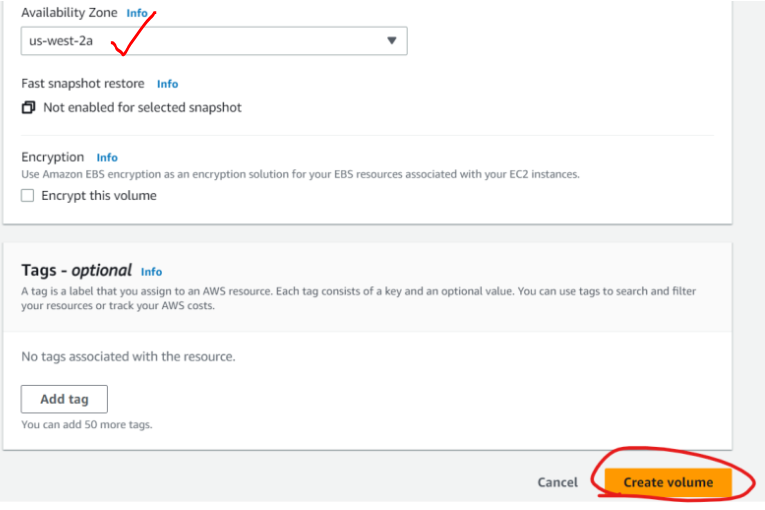 Availability Zone Info
us-west-2a
Fast snapshot restore Info
Not enabled for selected snapshot
Encryption Info
Use Amazon EBS encryption as an encryption solution for your EBS resources associated with your EC2 instances.
Encrypt this volume
Tags - optional Info
A tag is a label that you assign to an AWS resource. Each tag consists of a key and an optional value. You can use tags to search and filter
your resources or track your AWS costs.
No tags associated with the resource.
Add tag
You can add 50 more tags.
Cancel Create volume